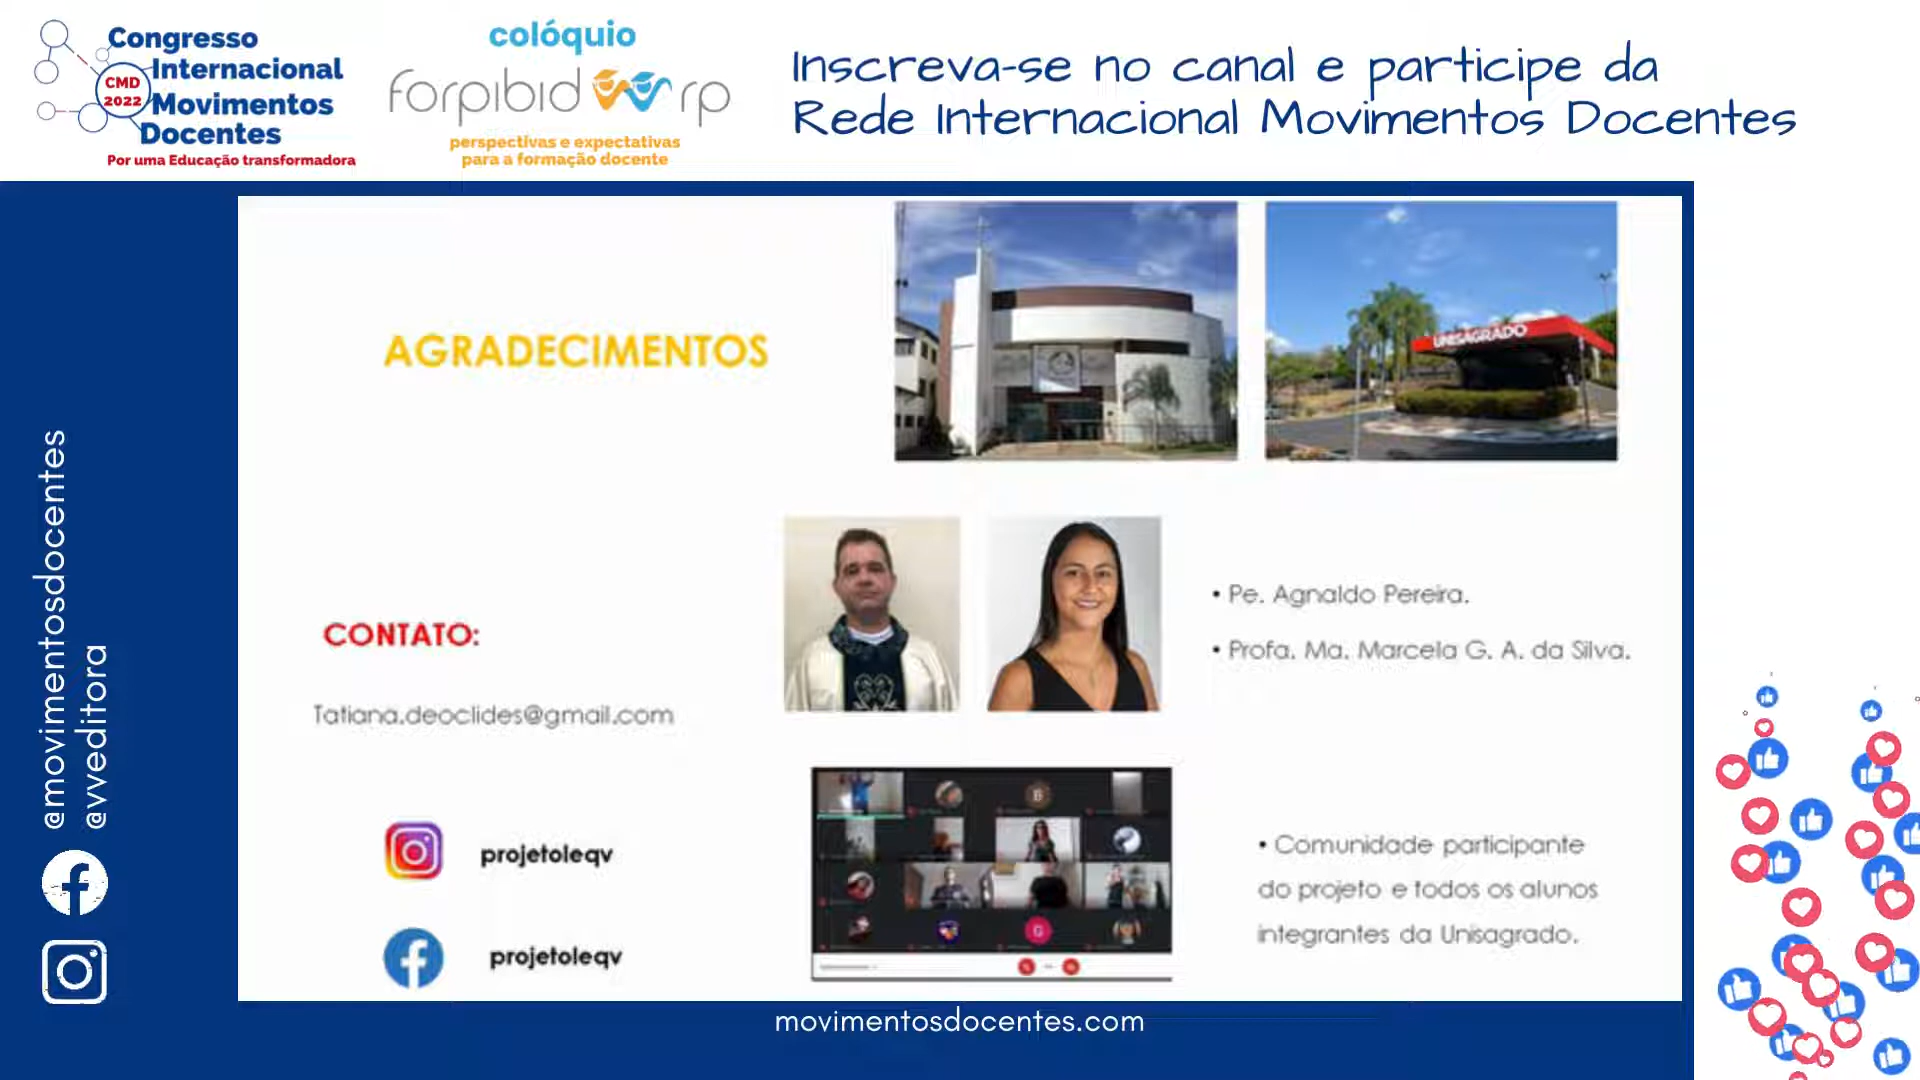 Congresso
Internacional
CMD
2022
Movimentos
Docentes
Por uma Educação transformadora
colóquio
forpibid rp
perspectivas e expectativas
para a formação docente
Inscreva-se no canal e participe da
Rede Internacional Movimentos Docentes
@movimentosdocentes
@vveditora
AGRADECIMENTOS
UNISAGRADO
CONTATO:
Tatiana.deoclides@gmail.com
projetoleqv
projetoleqv
• Pe. Agnaldo Pereira.
• Profa. Ma. Marcela G. A. da Silva.
B
G
• Comunidade participante
do projeto e todos os alunos
integrantes da Unisagrado.
movimentosdocentes.com